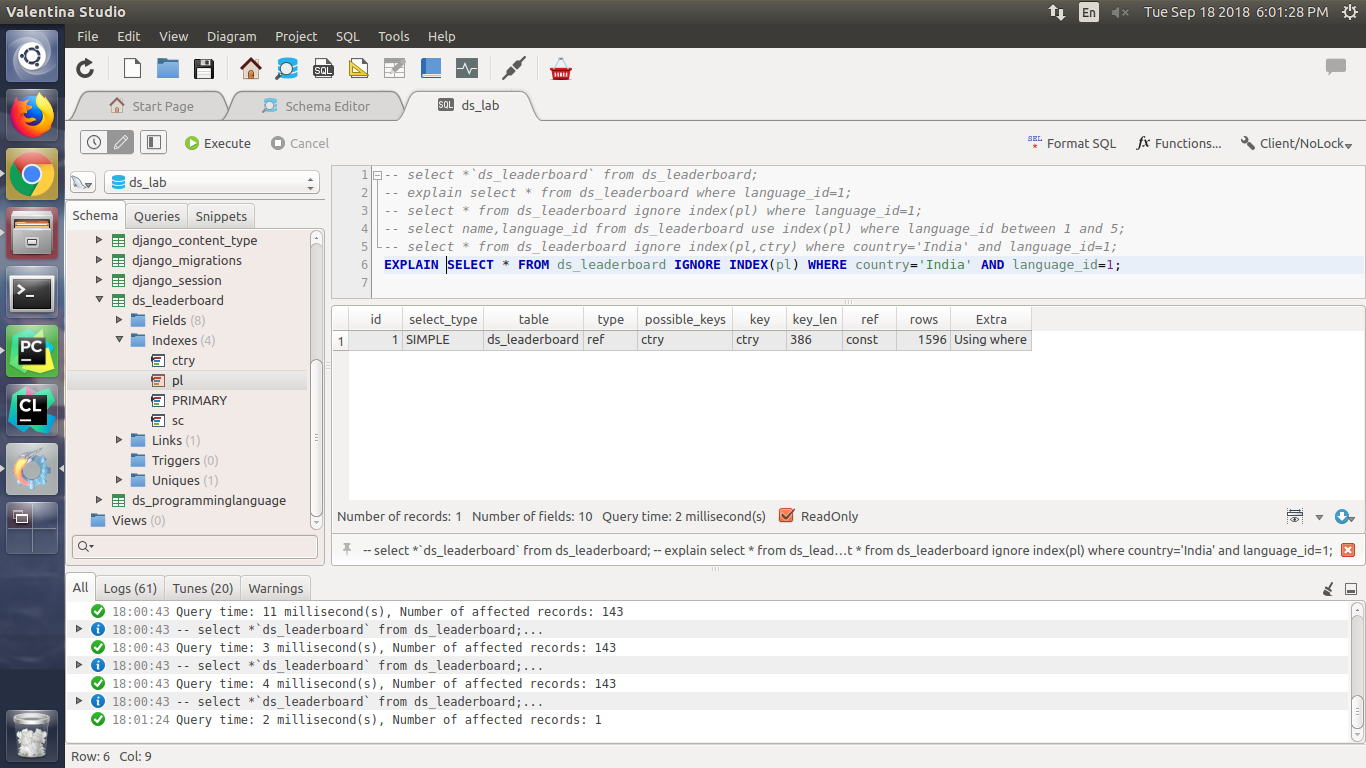 Valentina Studio
En
Tue Sep 18 2018 6:01:28 PM
File Edit View Diagram Project SQL Tools Help
SQL
Start Page
Schema Editor
SQL ds_lab
Execute Cancel
SEL Format SQL fx Functions... Client/NoLock
ds_lab
Schema Queries Snippets
django_content_type
django_migrations
django_session
ds_leaderboard
Fields (8)
Indexes (4)
ctry
pl
PRIMARY
sc
Links (1)
Triggers (0)
Uniques (1)
ds_programminglanguage
Views (0)
1 -- select *`ds_leaderboard` from ds_leaderboard;
2 -- explain select * from ds_leaderboard where language_id=1;
3 -- select * from ds_leaderboard ignore index(pl) where language_id=1;
4 -- select name,language_id from ds_leaderboard use index(pl) where language_id between 1 and 5;
5 -- select * from ds_leaderboard ignore index(pl,ctry) where country='India' and language_id=1;
6 EXPLAIN SELECT * FROM ds_leaderboard IGNORE INDEX(pl) WHERE country='India' AND language_id=1;
7
id select_type table type possible_keys key key_len ref rows Extra
1 1 SIMPLE ds_leaderboard ref ctry ctry 386 const 1596 Using where
Number of records: 1 Number of fields: 10 Query time: 2 millisecond(s) ReadOnly
-- select *`ds_leaderboard` from ds_leaderboard; -- explain select * from ds_lead...t * from ds_leaderboard ignore index(pl) where country='India' and language_id=1;
All Logs (61) Tunes (20) Warnings
18:00:43 Query time: 11 millisecond(s), Number of affected records: 143
18:00:43 -- select *`ds_leaderboard` from ds_leaderboard;...
18:00:43 Query time: 3 millisecond(s), Number of affected records: 143
18:00:43 -- select *`ds_leaderboard` from ds_leaderboard;...
18:00:43 Query time: 4 millisecond(s), Number of affected records: 143
18:00:43 -- select *`ds_leaderboard` from ds_leaderboard;...
18:01:24 Query time: 2 millisecond(s), Number of affected records: 1
Row: 6 Col: 9
PC
CL